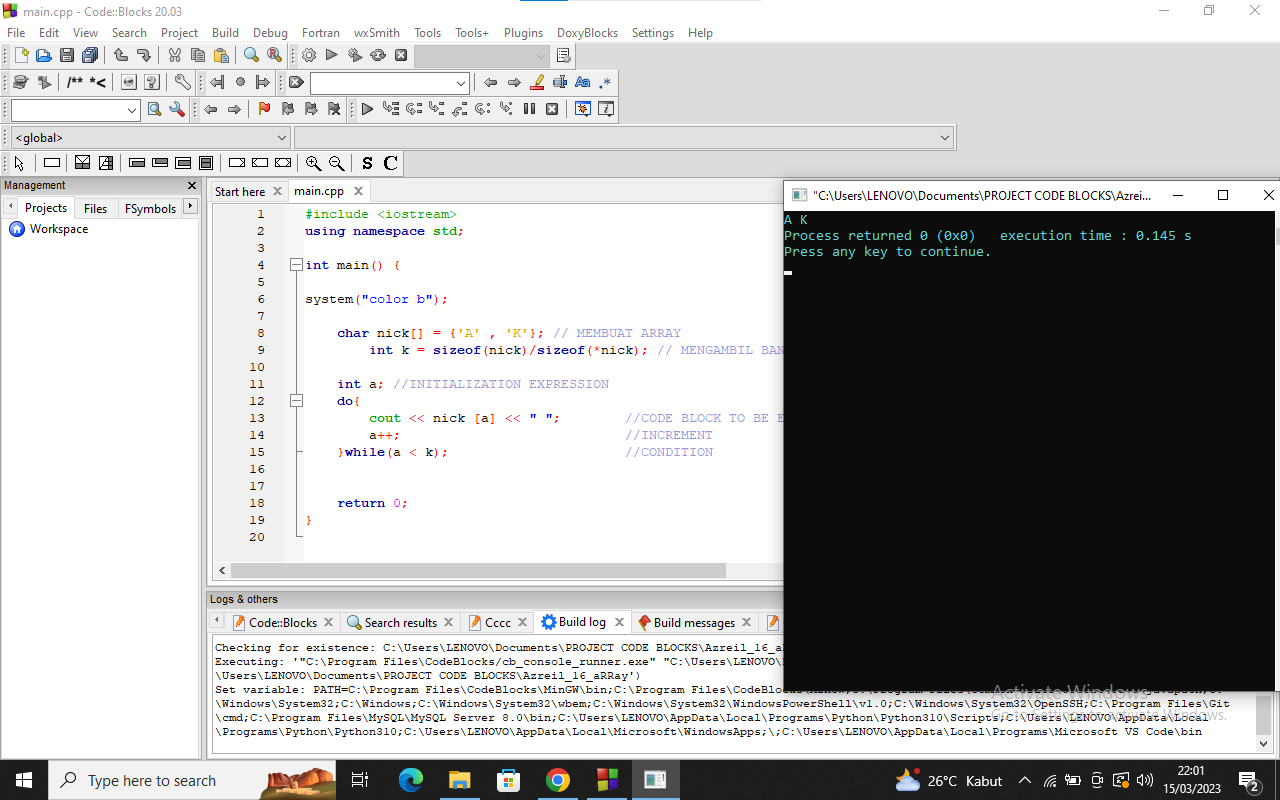 main.cpp - Code::Blocks 20.03
File Edit View Search Project Build Debug Fortran wxSmith Tools Tools+ Plugins DoxyBlocks Settings Help
/** *<
Aa .*
<global>
S C
Management
Projects Files FSymbols
Workspace
Start here main.cpp
1 #include <iostream>
2 using namespace std;
3
4 int main() {
5
6 system("color b");
7
8 char nick[] = {'A' , 'K'}; // MEMBUAT ARRAY
9 int k = sizeof(nick)/sizeof(*nick); // MENGAMBIL BAN
10
11 int a; //INITIALIZATION EXPRESSION
12 do{
13 cout << nick [a] << " "; //CODE BLOCK TO BE E
14 a++; //INCREMENT
15 }while(a < k); //CONDITION
16
17
18 return 0;
19 }
20
"C:\Users\LENOVO\Documents\PROJECT CODE BLOCKS\Azrei...
A K
Process returned 0 (0x0) execution time : 0.145 s
Press any key to continue.
Logs & others
Code::Blocks Search results Cccc Build log Build messages
Checking for existence: C:\Users\LENOVO\Documents\PROJECT CODE BLOCKS\Azreil_16_a
Executing: '"C:\Program Files\CodeBlocks/cb_console_runner.exe" "C:\Users\LENOVO\
\Users\LENOVO\Documents\PROJECT CODE BLOCKS\Azreil_16_aRRay')
Set variable: PATH=C:\Program Files\CodeBlocks\MinGW\bin;C:\Program Files\CodeBlocks
\Windows\System32;C:\Windows;C:\Windows\System32\wbem;C:\Windows\System32\WindowsPowerShell\v1.0;C:\Windows\System32\OpenSSH;C:\Program Files\Git
\cmd;C:\Program Files\MySQL\MySQL Server 8.0\bin;C:\Users\LENOVO\AppData\Local\Programs\Python\Python310\Scripts;C:\Users\LENOVO\AppData\Local
\Programs\Python\Python310;C:\Users\LENOVO\AppData\Local\Microsoft\WindowsApps;\;C:\Users\LENOVO\AppData\Local\Programs\Microsoft VS Code\bin
Activate Windows
Go to Settings to activate Windows.
Type here to search
26°C Kabut
22:01
15/03/2023
2